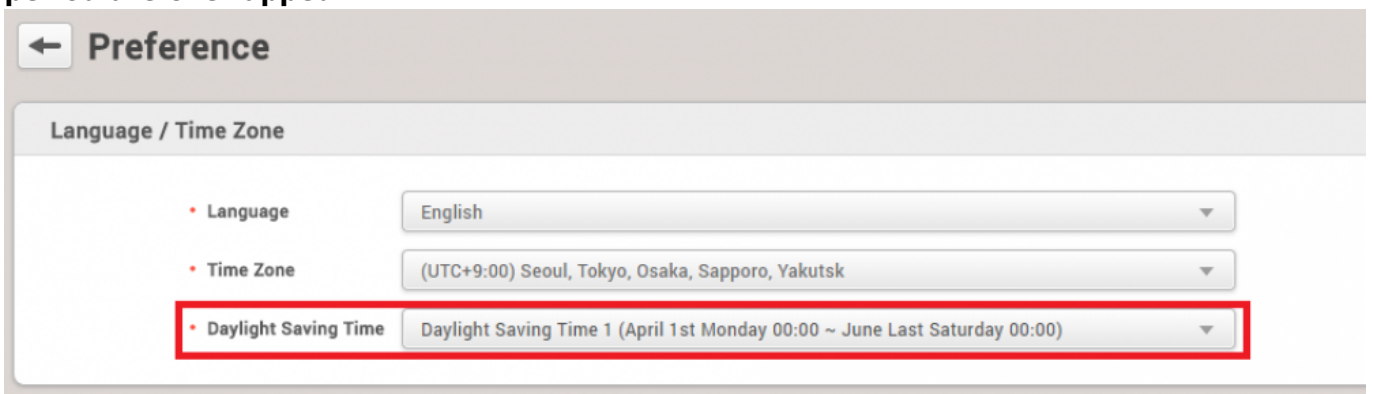 Preference
Language / Time Zone
• Language English
• Time Zone (UTC+9:00) Seoul, Tokyo, Osaka, Sapporo, Yakutsk
• Daylight Saving Time Daylight Saving Time 1 (April 1st Monday 00:00 ~ June Last Saturday 00:00)